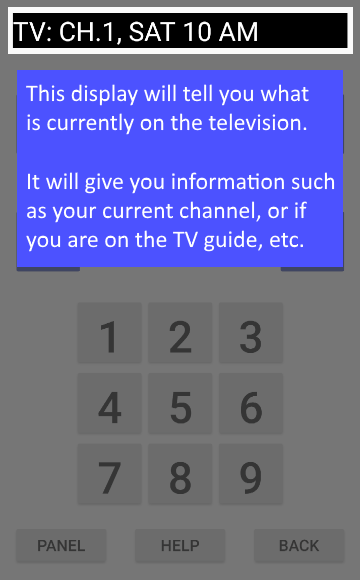 TV: CH.1, SAT 10 AM
This display will tell you what
is currently on the television.
It will give you information such
as your current channel, or if
you are on the TV guide, etc.
1 2 3
4 5 6
7 8 9
PANEL HELP BACK